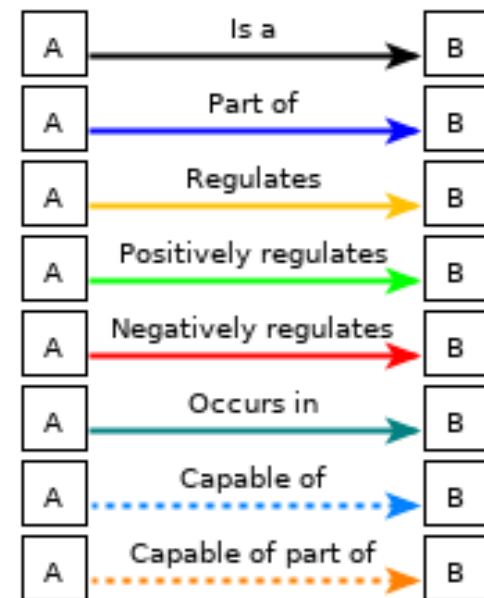 A Is a B
A Part of B
A Regulates B
A Positively regulates B
A Negatively regulates B
A Occurs in B
A Capable of B
A Capable of part of B